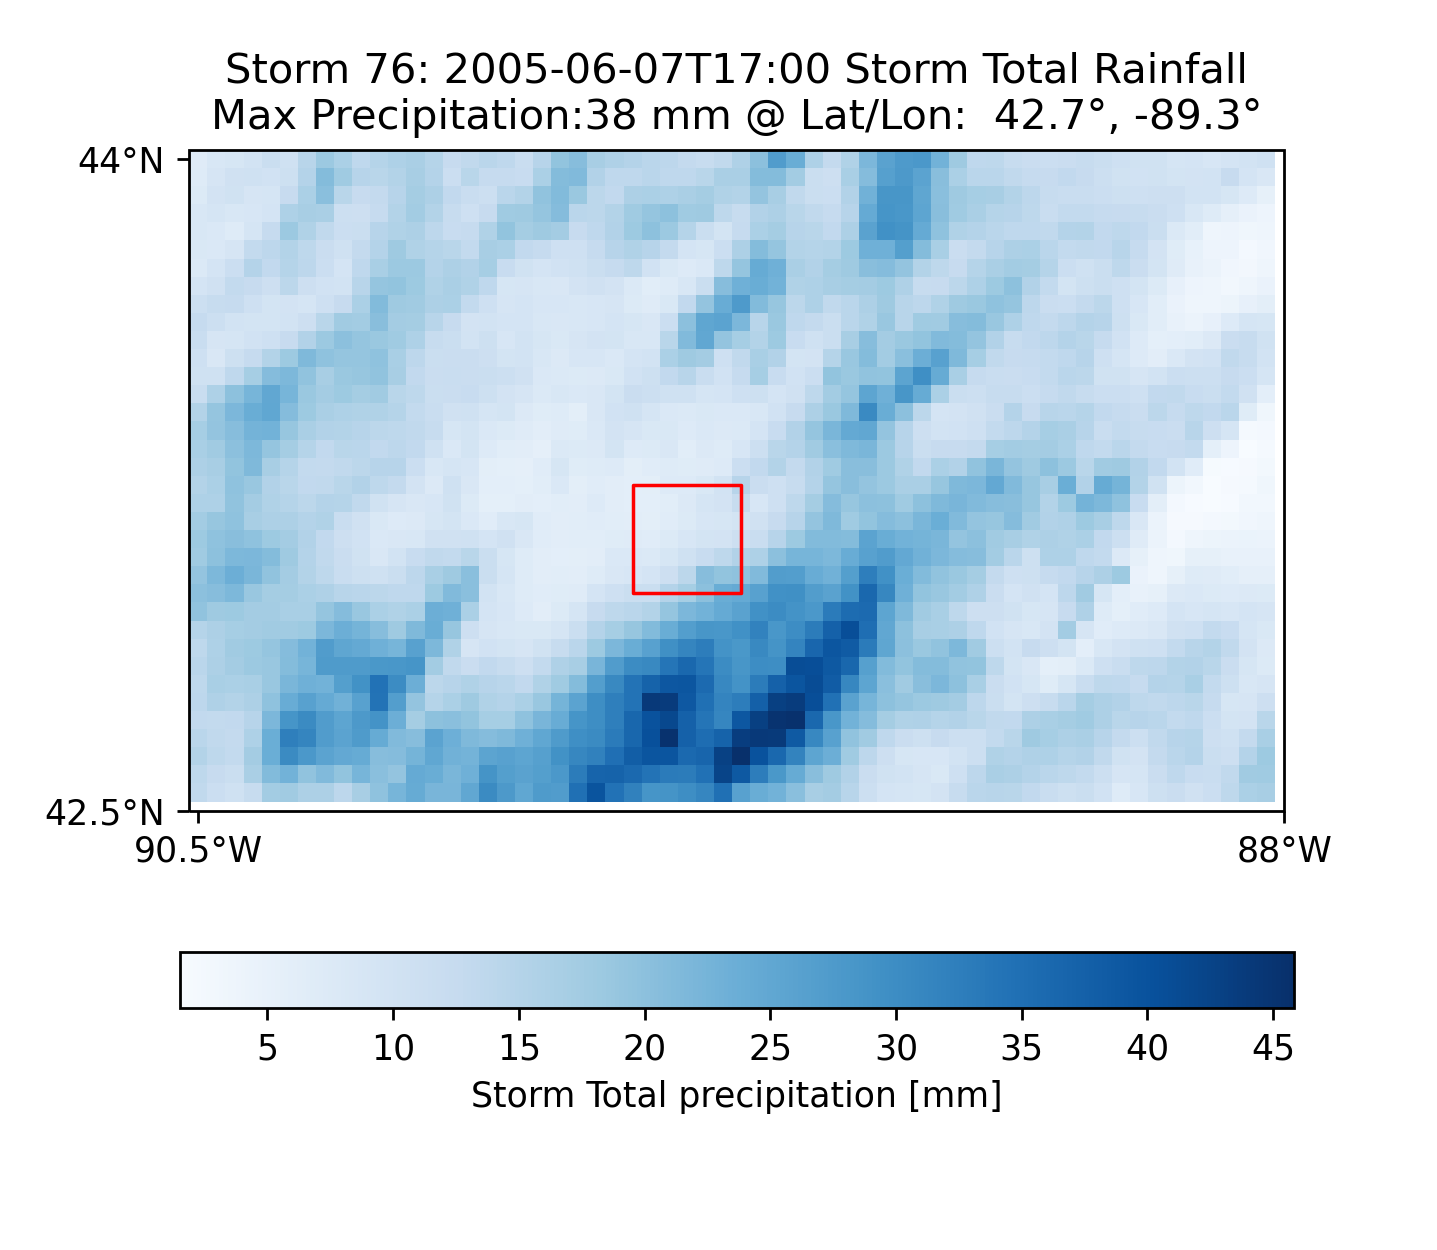 Storm 76: 2005-06-07T17:00 Storm Total Rainfall
Max Precipitation:38 mm @ Lat/Lon:  42.7°, -89.3°
44°N
42.5°N
90.5°W 88°W
5 10 15 20 25 30 35 40 45
Storm Total precipitation [mm]